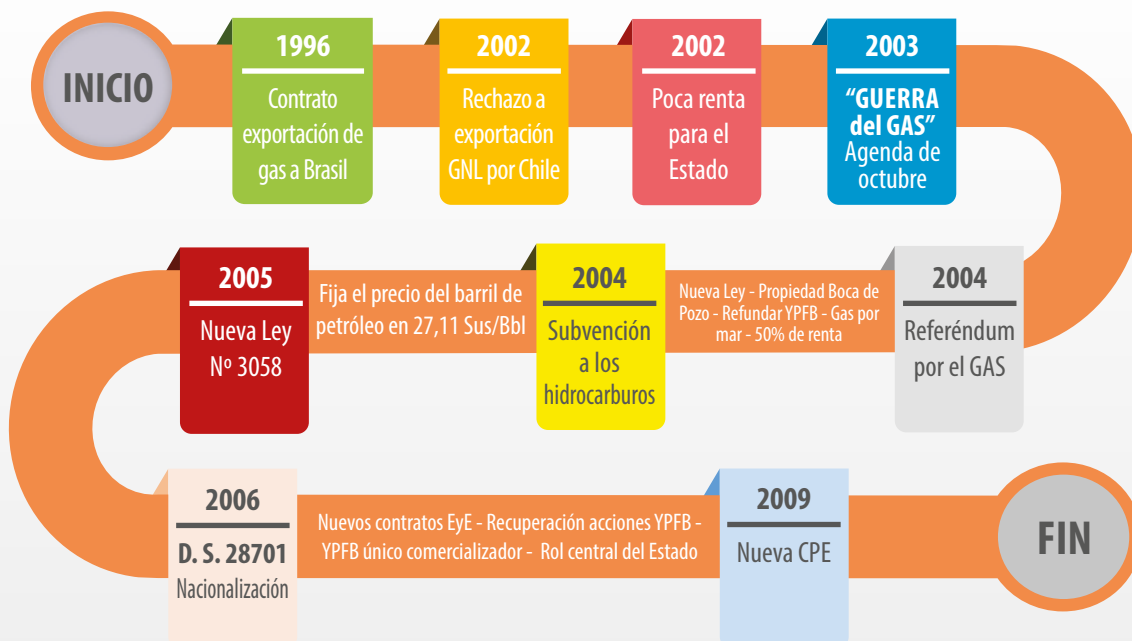 INICIO
1996
Contrato
exportación de
gas a Brasil
2002
Rechazo a
exportación
GNL por Chile
2002
Poca renta
para el
Estado
2003
"GUERRA
del GAS"
Agenda de
octubre
2004
Referéndum
por el GAS
Nueva Ley - Propiedad Boca de
Pozo - Refundar YPFB - Gas por
mar - 50% de renta
2004
Subvención
a los
hidrocarburos
Fija el precio del barril de
petróleo en 27,11 Sus/Bbl
2005
Nueva Ley
Nº 3058
2006
D. S. 28701
Nacionalización
Nuevos contratos EyE - Recuperación acciones YPFB -
YPFB único comercializador - Rol central del Estado
2009
Nueva CPE
FIN